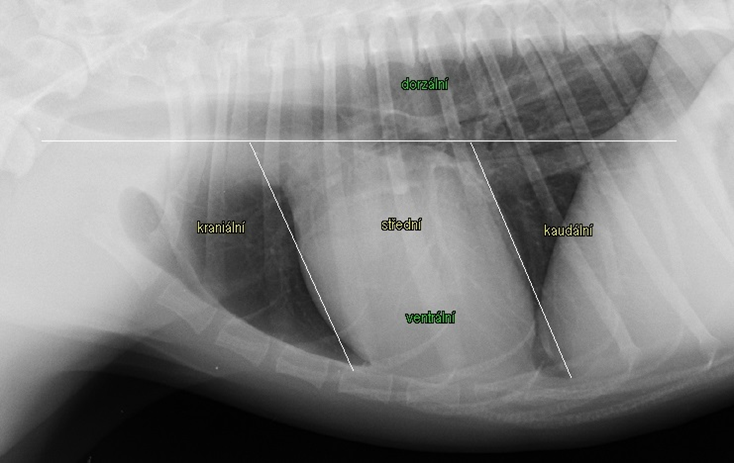 dorzální
kraniální
střední
kaudální
ventrální